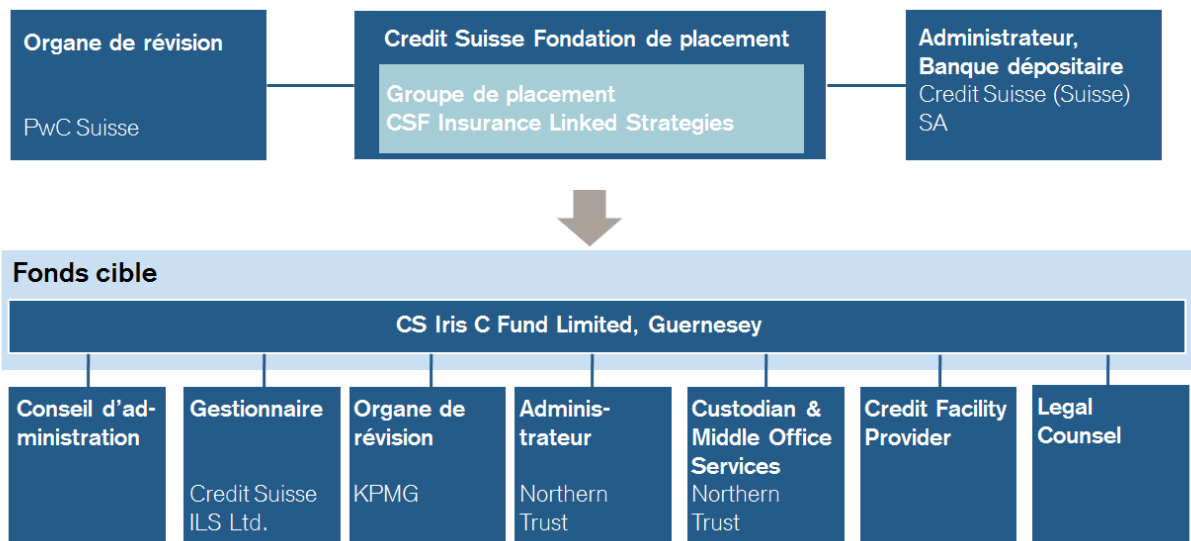 Organe de révision
PwC Suisse
Credit Suisse Fondation de placement
Groupe de placement
CSF Insurance Linked Strategies
Administrateur,
Banque dépositaire
Credit Suisse (Suisse)
SA
Fonds cible
CS Iris C Fund Limited, Guernesey
Conseil d'ad-
ministration
Gestionnaire
Credit Suisse
ILS Ltd.
Organe de
révision
KPMG
Adminis-
trateur
Northern
Trust
Custodian &
Middle Office
Services
Northern
Trust
Credit Facility
Provider
Legal
Counsel